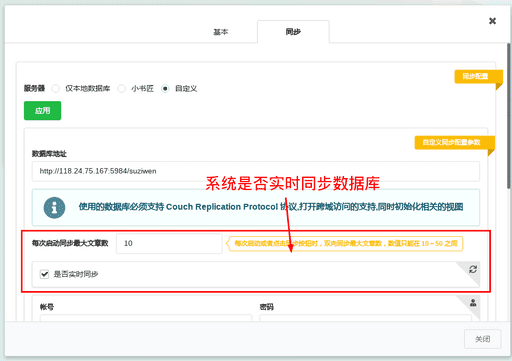 基本 同步
同步配置
服务器 仅本地数据库 小书匠 自定义
应用
自定义同步配置参数
数据库地址
http://118.24.75.167:5984/suziwen
系统是否实时同步数据库
使用的数据库必须支持 Couch Replication Protocol 协议,打开跨域访问的支持,同时初始化相关的视图
每次启动同步最大文章数 10 每次启动或者点击同步按钮时，双向同步最大文章数，数值只能在 10～50 之间
是否实时同步
帐号 密码
关闭